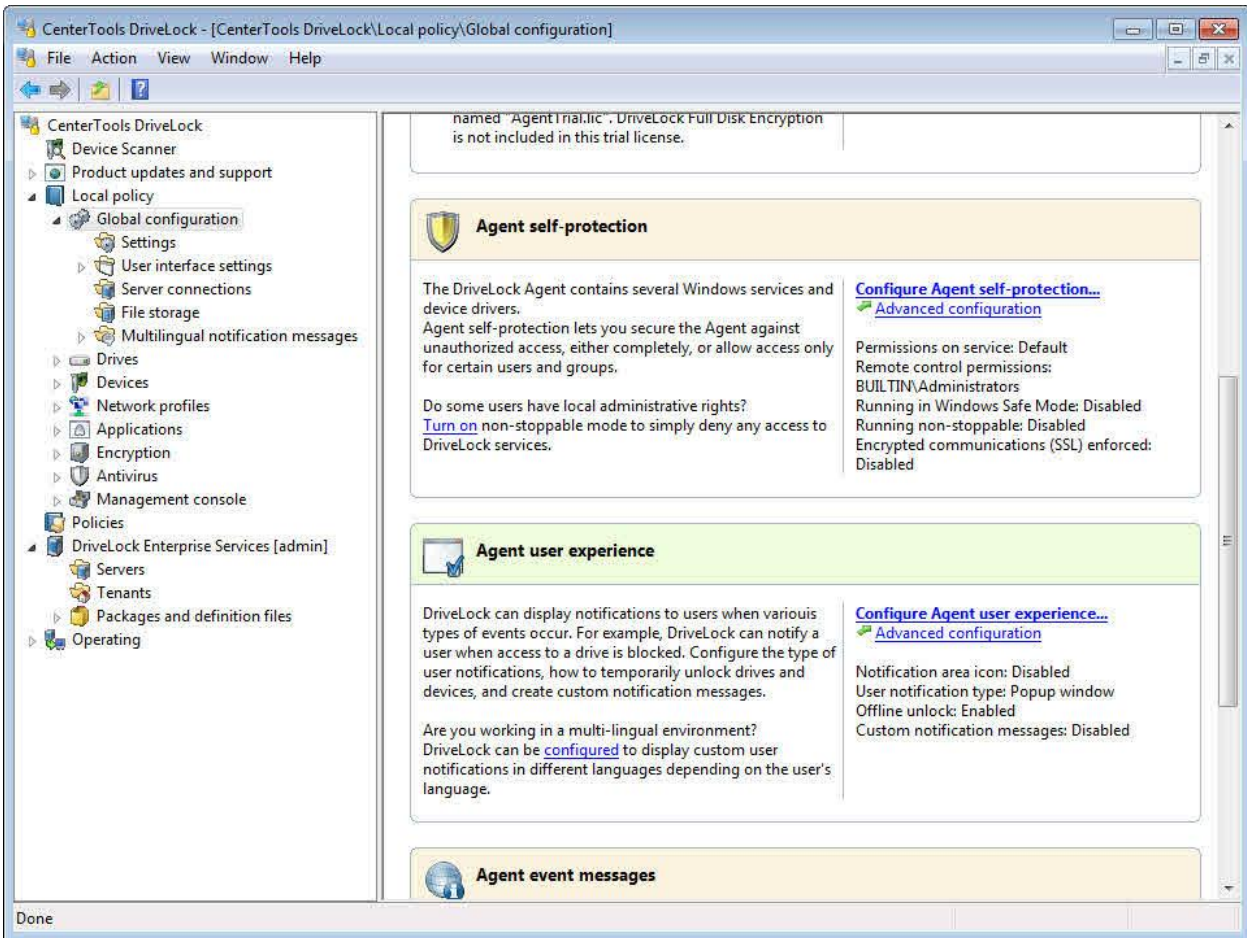 CenterTools DriveLock - [CenterTools DriveLock\Local policy\Global configuration]
File Action View Window Help
CenterTools DriveLock
Device Scanner
Product updates and support
Local policy
Global configuration
Settings
User interface settings
Server connections
File storage
Multilingual notification messages
Drives
Devices
Network profiles
Applications
Encryption
Antivirus
Management console
Policies
DriveLock Enterprise Services [admin]
Servers
Tenants
Packages and definition files
Operating
named "AgentTrial.lic". DriveLock Full Disk Encryption
is not included in this trial license.
Agent self-protection
The DriveLock Agent contains several Windows services and
device drivers.
Agent self-protection lets you secure the Agent against
unauthorized access, either completely, or allow access only
for certain users and groups.
Do some users have local administrative rights?
Turn on non-stoppable mode to simply deny any access to
DriveLock services.
Configure Agent self-protection...
Advanced configuration
Permissions on service: Default
Remote control permissions:
BUILTIN\Administrators
Running in Windows Safe Mode: Disabled
Running non-stoppable: Disabled
Encrypted communications (SSL) enforced:
Disabled
Agent user experience
DriveLock can display notifications to users when variuos
types of events occur. For example, DriveLock can notify a
user when access to a drive is blocked. Configure the type of
user notifications, how to temporarily unlock drives and
devices, and create custom notification messages.
Are you working in a multi-lingual environment?
DriveLock can be configured to display custom user
notifications in different languages depending on the user's
language.
Configure Agent user experience...
Advanced configuration
Notification area icon: Disabled
User notification type: Popup window
Offline unlock: Enabled
Custom notification messages: Disabled
Agent event messages
Done